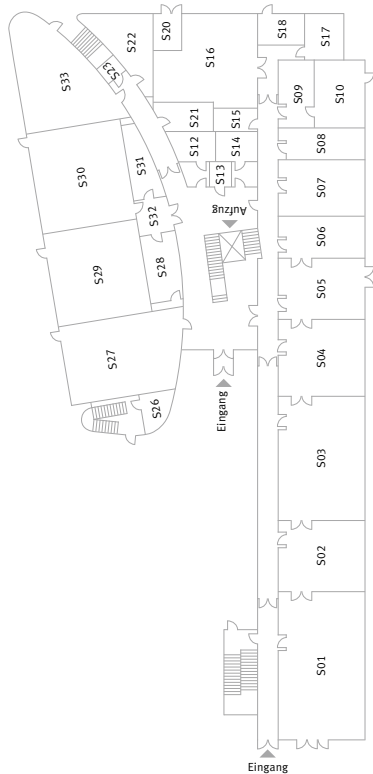 S33
S22
S20
S18
S17
S23
S16
S09
S10
S21
S15
S30
S31
S12
S14
S08
S13
S07
S32
Aufzug
S06
S29
S28
S05
S27
S04
S26
Eingang
S03
S02
S01
Eingang